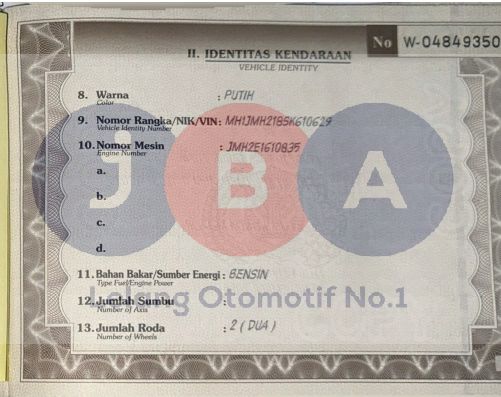 No W-04849350
II. IDENTITAS KENDARAAN
VEHICLE IDENTITY
8. Warna : PUTIH
Color
9. Nomor Rangka/NIK/VIN : MH1JMH218SK610629
Vehicle Identity Number
10. Nomor Mesin : JMH2E1610835
Engine Number
a.
b.
c.
d.
J B A
11. Bahan Bakar/Sumber Energi : BENSIN
Type Fuel/Engine Power
Lelang Otomotif No.1
12. Jumlah Sumbu :
Number of Axis
13. Jumlah Roda : 2 (DUA)
Number of Wheels